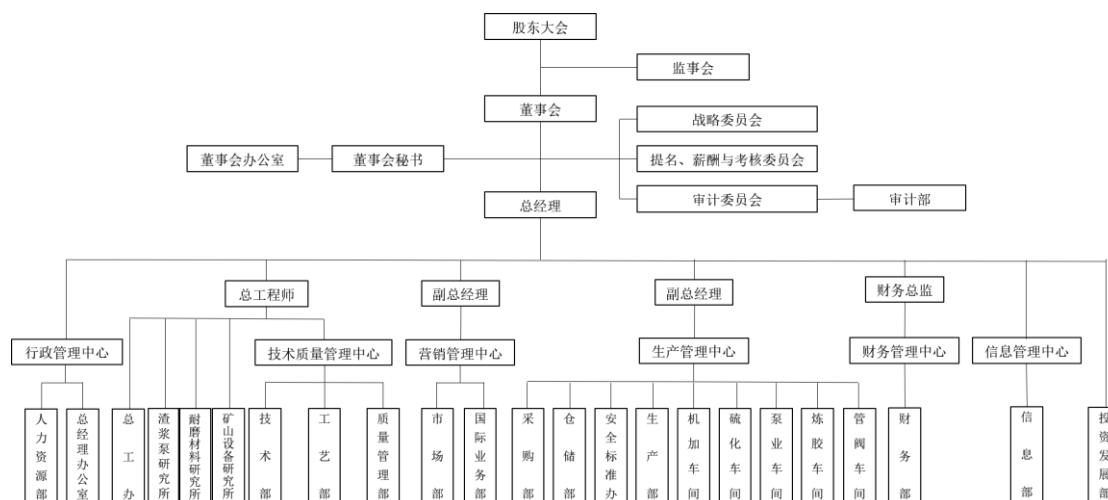 股东大会
监事会
董事会
战略委员会
董事会办公室
董事会秘书
提名、薪酬与考核委员会
总经理
审计委员会
审计部
总工程师
副总经理
副总经理
财务总监
行政管理中心
技术质量管理中心
营销管理中心
生产管理中心
财务管理中心
信息管理中心
人力资源部
总经理办公室
总工办
渣浆泵研究所
耐磨材料研究所
矿山设备研究所
技术部
工艺部
质量管理部
市场部
国际业务部
采购部
仓储部
安全标准办
生产部
机加车间
硫化车间
泵业车间
炼胶车间
管阀车间
财务部
信息部
投资发展部